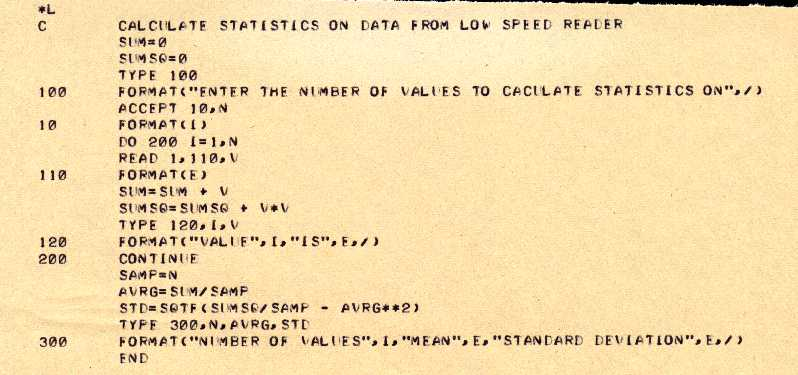 *L
C CALCULATE STATISTICS ON DATA FROM LOW SPEED READER
SUM=0
SUMSQ=0
TYPE 100
100 FORMAT("ENTER THE NUMBER OF VALUES TO CACULATE STATISTICS ON",/)
ACCEPT 10,N
10 FORMAT(I)
DO 200 I=1,N
READ 1,110,V
110 FORMAT(E)
SUM=SUM + V
SUMSQ=SUMSQ + V*V
TYPE 120,I,V
120 FORMAT("VALUE",I,"IS",E,/)
200 CONTINUE
SAMP=N
AVRG=SUM/SAMP
STD=SQTF(SUMSQ/SAMP - AVRG**2)
TYPE 300,N,AVRG,STD
300 FORMAT("NUMBER OF VALUES",I,"MEAN",E,"STANDARD DEVIATION",E,/)
END